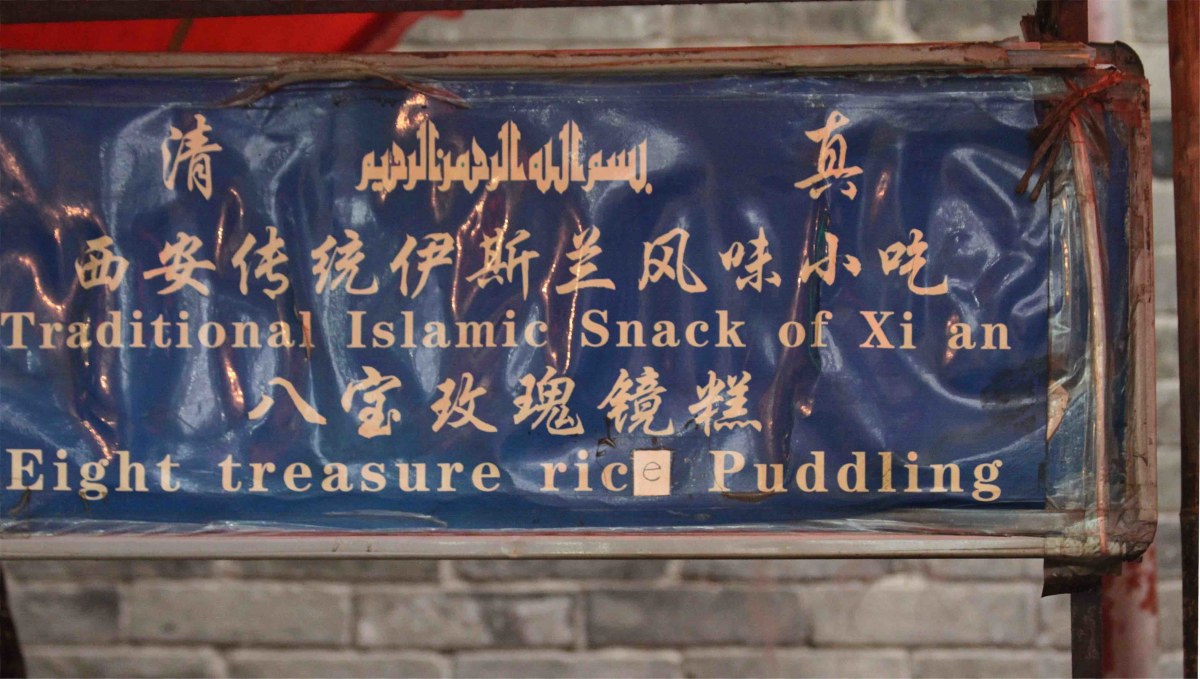 清 بسم الله الرحمن الرحيم 真
西安传统伊斯兰风味小吃
Traditional Islamic Snack of Xi an
八宝玫瑰镜糕
Eight treasure rice Puddling